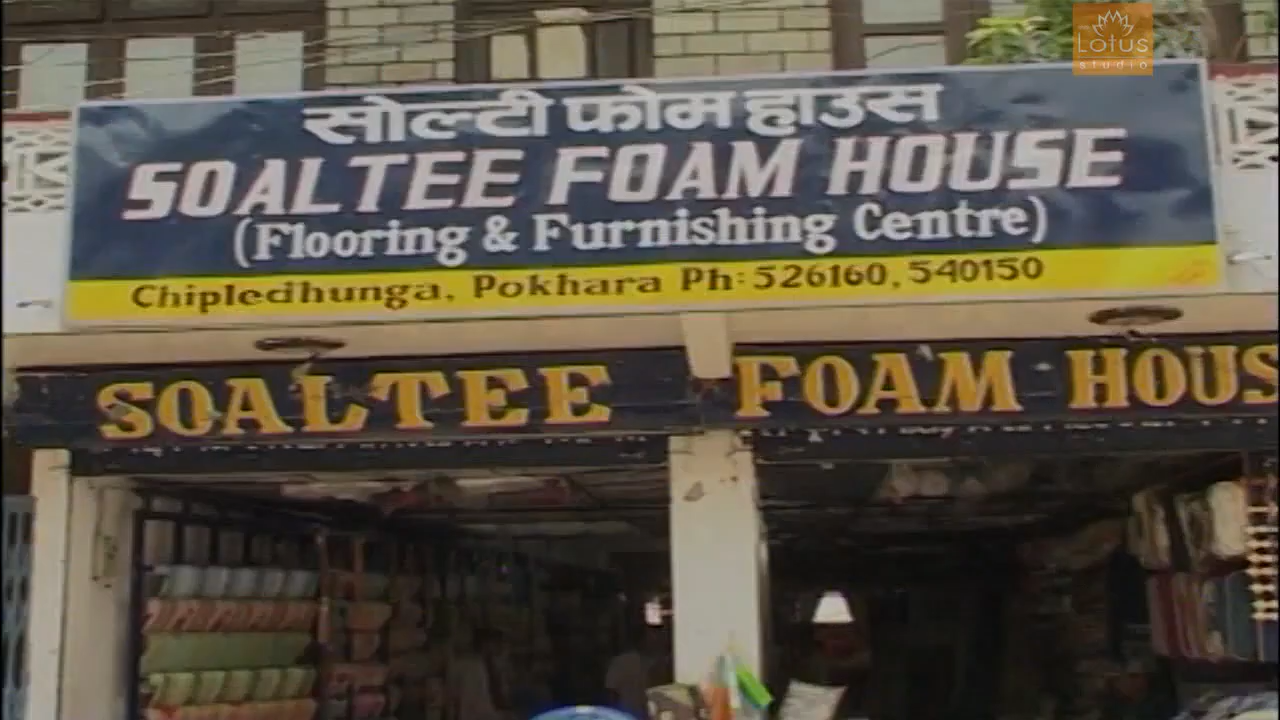 Lotus
studio
सोल्टी फोम हाउस
SOALTEE FOAM HOUSE
(Flooring & Furnishing Centre)
Chipledhunga, Pokhara Ph: 526160, 540150
SOALTEE FOAM HOUS